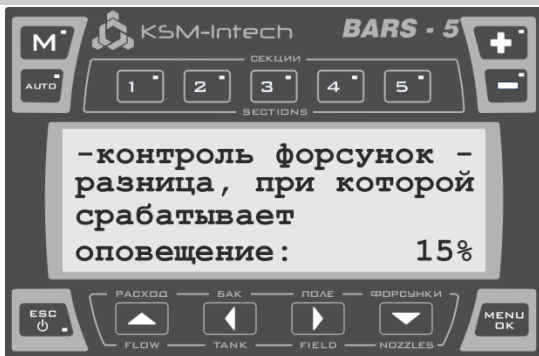 M
KSM-Intech
BARS - 5
+
AUTO
СЕКЦИИ
-
1 2 3 4 5
SECTIONS
-контроль форсунок -
разница, при которой
срабатывает
оповещение: 15%
РАСХОД БАК ПОЛЕ ФОРСУНКИ
ESC
MENU
OK
FLOW TANK FIELD NOZZLES